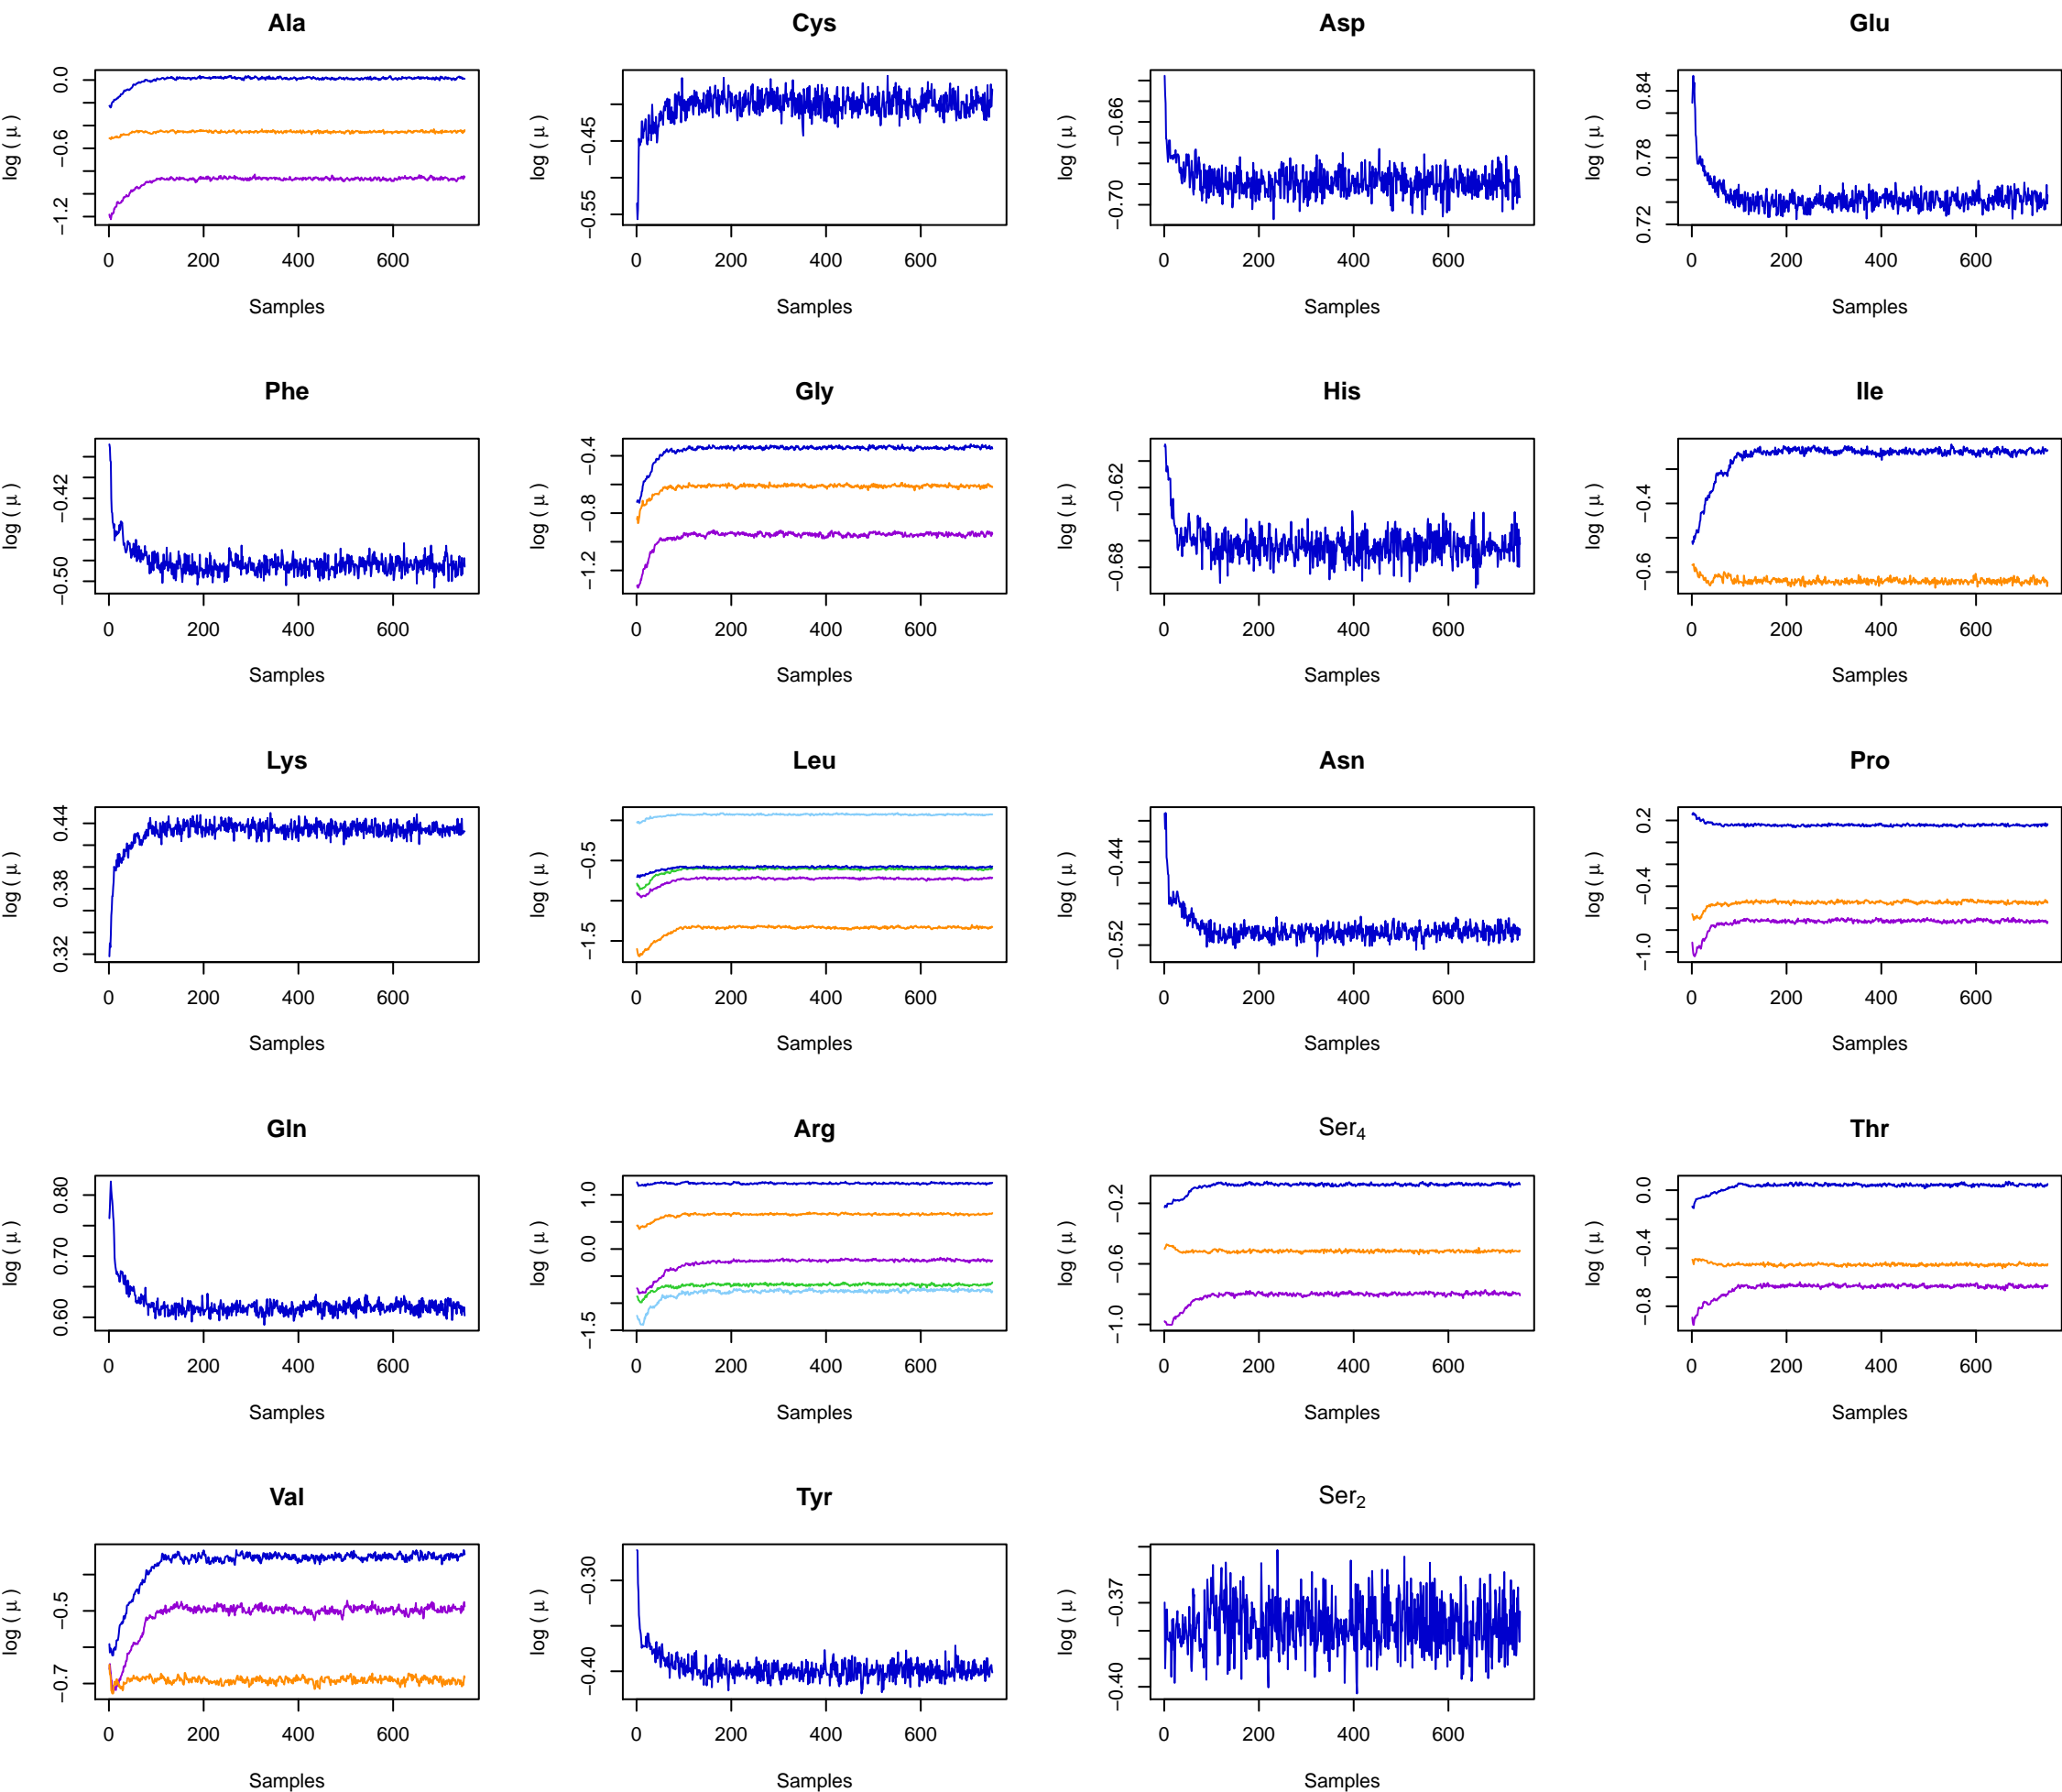 Ala
Cys
Asp
Glu
log ( μ )
0.0
−0.6
−1.2
0 200 400 600
Samples
log ( μ )
−0.45
−0.55
0 200 400 600
Samples
log ( μ )
−0.66
−0.70
0 200 400 600
Samples
log ( μ )
0.84
0.78
0.72
0 200 400 600
Samples
Phe
Gly
His
Ile
log ( μ )
−0.42
−0.50
0 200 400 600
Samples
log ( μ )
−0.4
−0.8
−1.2
0 200 400 600
Samples
log ( μ )
−0.62
−0.68
0 200 400 600
Samples
log ( μ )
−0.4
−0.6
0 200 400 600
Samples
Lys
Leu
Asn
Pro
log ( μ )
0.44
0.38
0.32
0 200 400 600
Samples
log ( μ )
−0.5
−1.5
0 200 400 600
Samples
log ( μ )
−0.44
−0.52
0 200 400 600
Samples
log ( μ )
0.2
−0.4
−1.0
0 200 400 600
Samples
Gln
Arg
Ser4
Thr
log ( μ )
0.80
0.70
0.60
0 200 400 600
Samples
log ( μ )
1.0
0.0
−1.5
0 200 400 600
Samples
log ( μ )
−0.2
−0.6
−1.0
0 200 400 600
Samples
log ( μ )
0.0
−0.4
−0.8
0 200 400 600
Samples
Val
Tyr
Ser2
log ( μ )
−0.5
−0.7
0 200 400 600
Samples
log ( μ )
−0.30
−0.40
0 200 400 600
Samples
log ( μ )
−0.37
−0.40
0 200 400 600
Samples